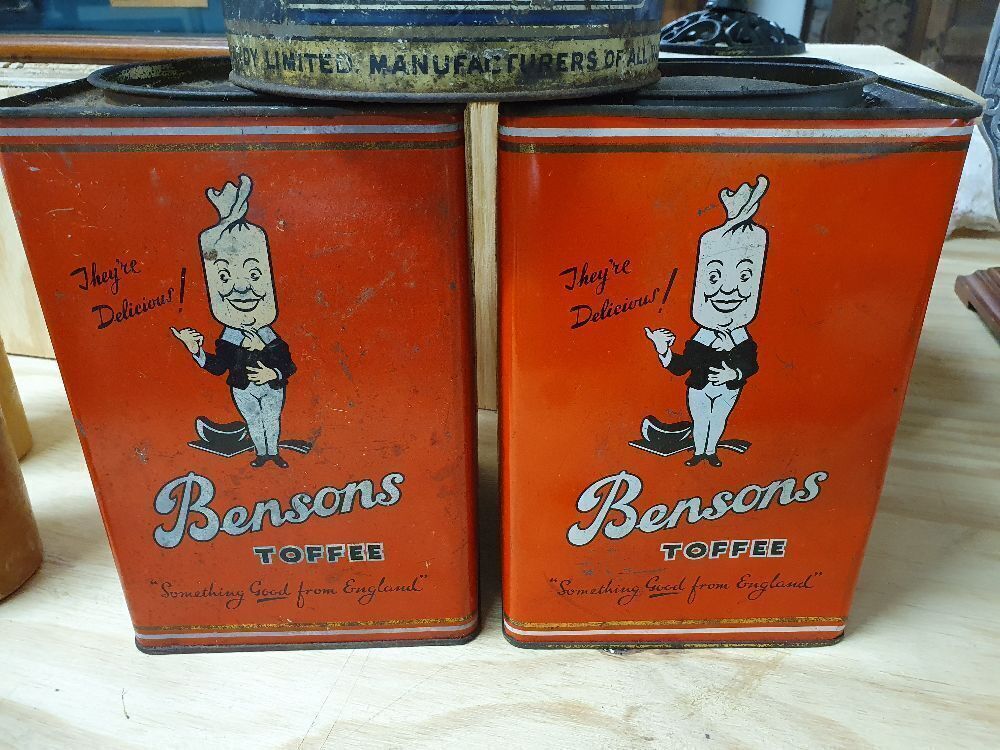 LIMITED. MANUFACTURERS OF ALL
They're
Delicious!
Bensons
TOFFEE
"Something Good from England"
They're
Delicious!
Bensons
TOFFEE
"Something Good from England"